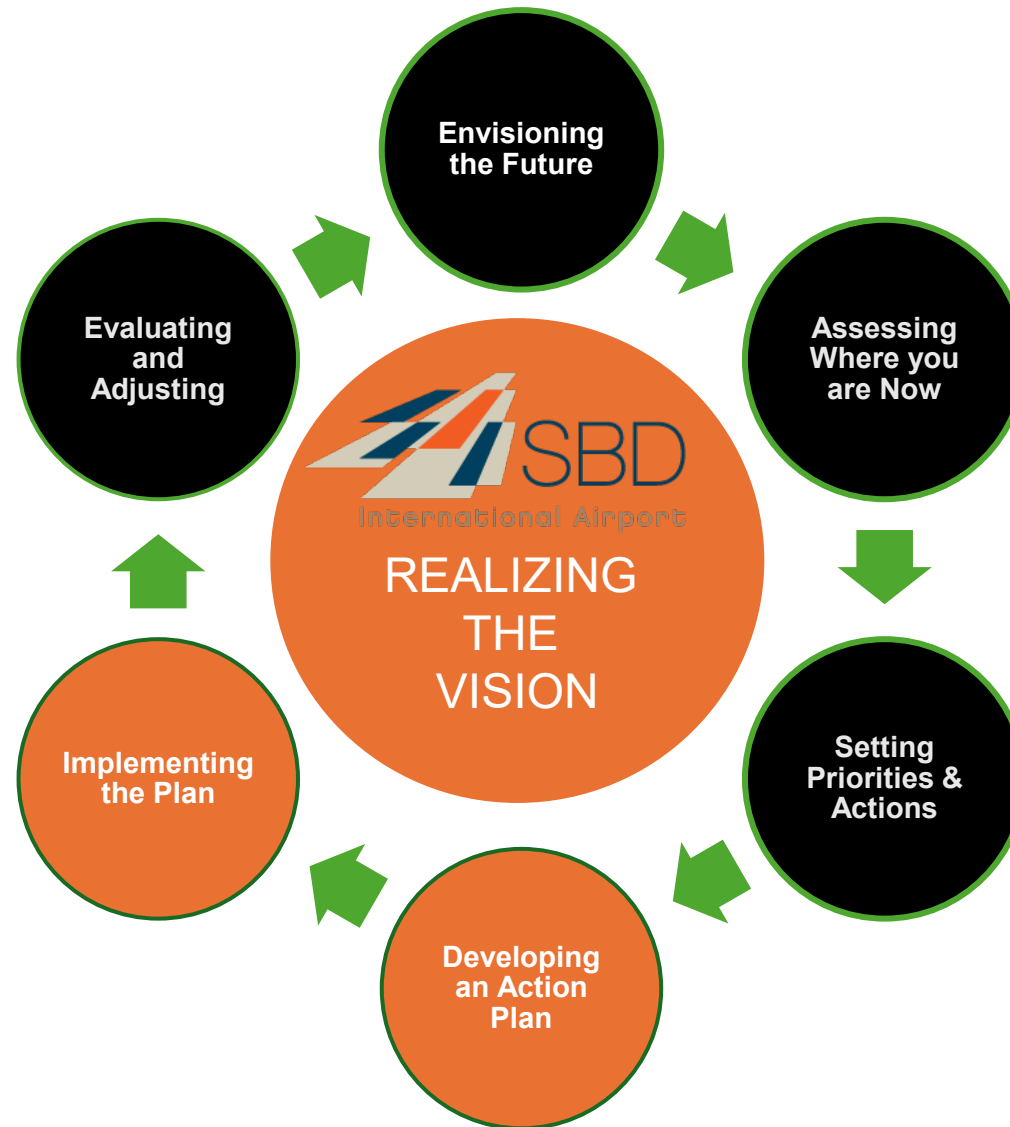 Envisioning
the Future
Assessing
Where you
are Now
Setting
Priorities &
Actions
Developing
an Action
Plan
Implementing
the Plan
Evaluating
and
Adjusting
SBD
International Airport
REALIZING
THE
VISION